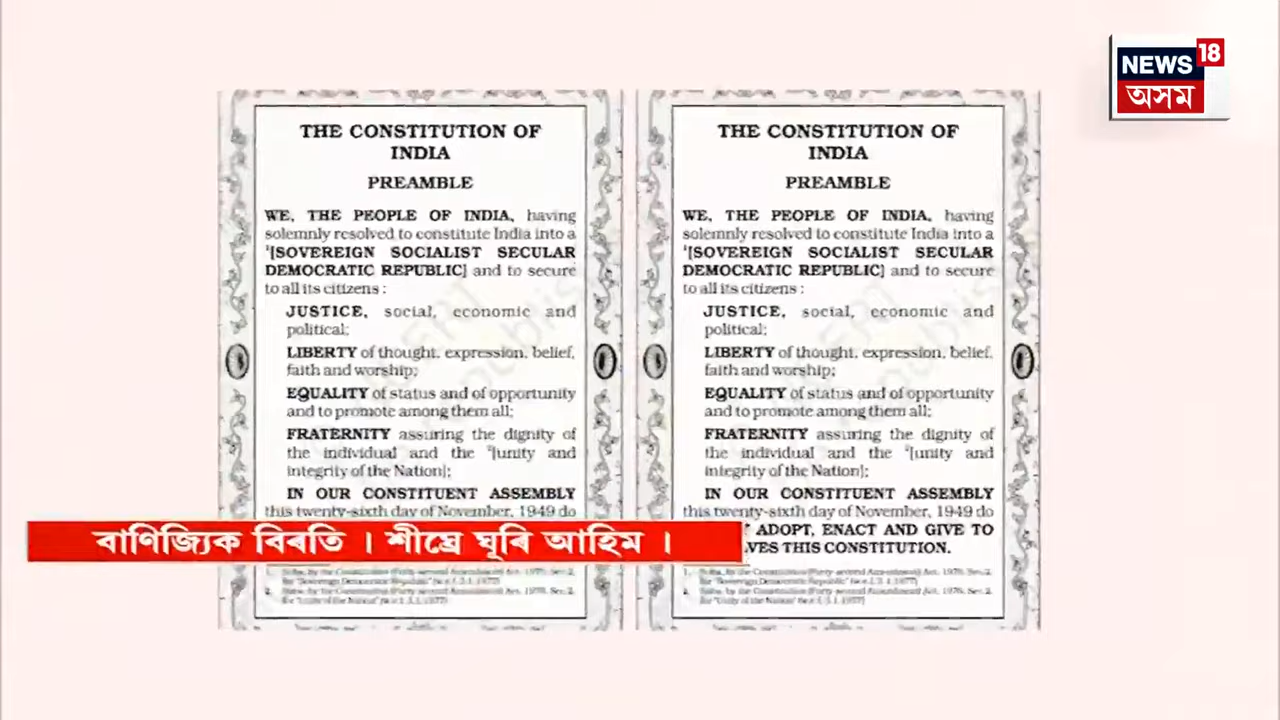 NEWS 18
অসম
THE CONSTITUTION OF
INDIA
PREAMBLE
WE, THE PEOPLE OF INDIA, having
solemnly resolved to constitute India into a
¹[SOVEREIGN SOCIALIST SECULAR
DEMOCRATIC REPUBLIC] and to secure
to all its citizens :
JUSTICE, social, economic and
political;
LIBERTY of thought, expression, belief,
faith and worship;
EQUALITY of status and of opportunity
and to promote among them all;
FRATERNITY assuring the dignity of
the individual and the ²[unity and
integrity of the Nation];
IN OUR CONSTITUENT ASSEMBLY
this twenty-sixth day of November, 1949 do
THE CONSTITUTION OF
INDIA
PREAMBLE
WE, THE PEOPLE OF INDIA, having
solemnly resolved to constitute India into a
¹[SOVEREIGN SOCIALIST SECULAR
DEMOCRATIC REPUBLIC] and to secure
to all its citizens :
JUSTICE, social, economic and
political;
LIBERTY of thought, expression, belief,
faith and worship;
EQUALITY of status and of opportunity
and to promote among them all;
FRATERNITY assuring the dignity of
the individual and the ²[unity and
integrity of the Nation];
IN OUR CONSTITUENT ASSEMBLY
this twenty-sixth day of November, 1949 do
ADOPT, ENACT AND GIVE TO
THIS CONSTITUTION.
বাণিজ্যিক বিৰতি । শীঘ্ৰে ঘূৰি আহিম ।